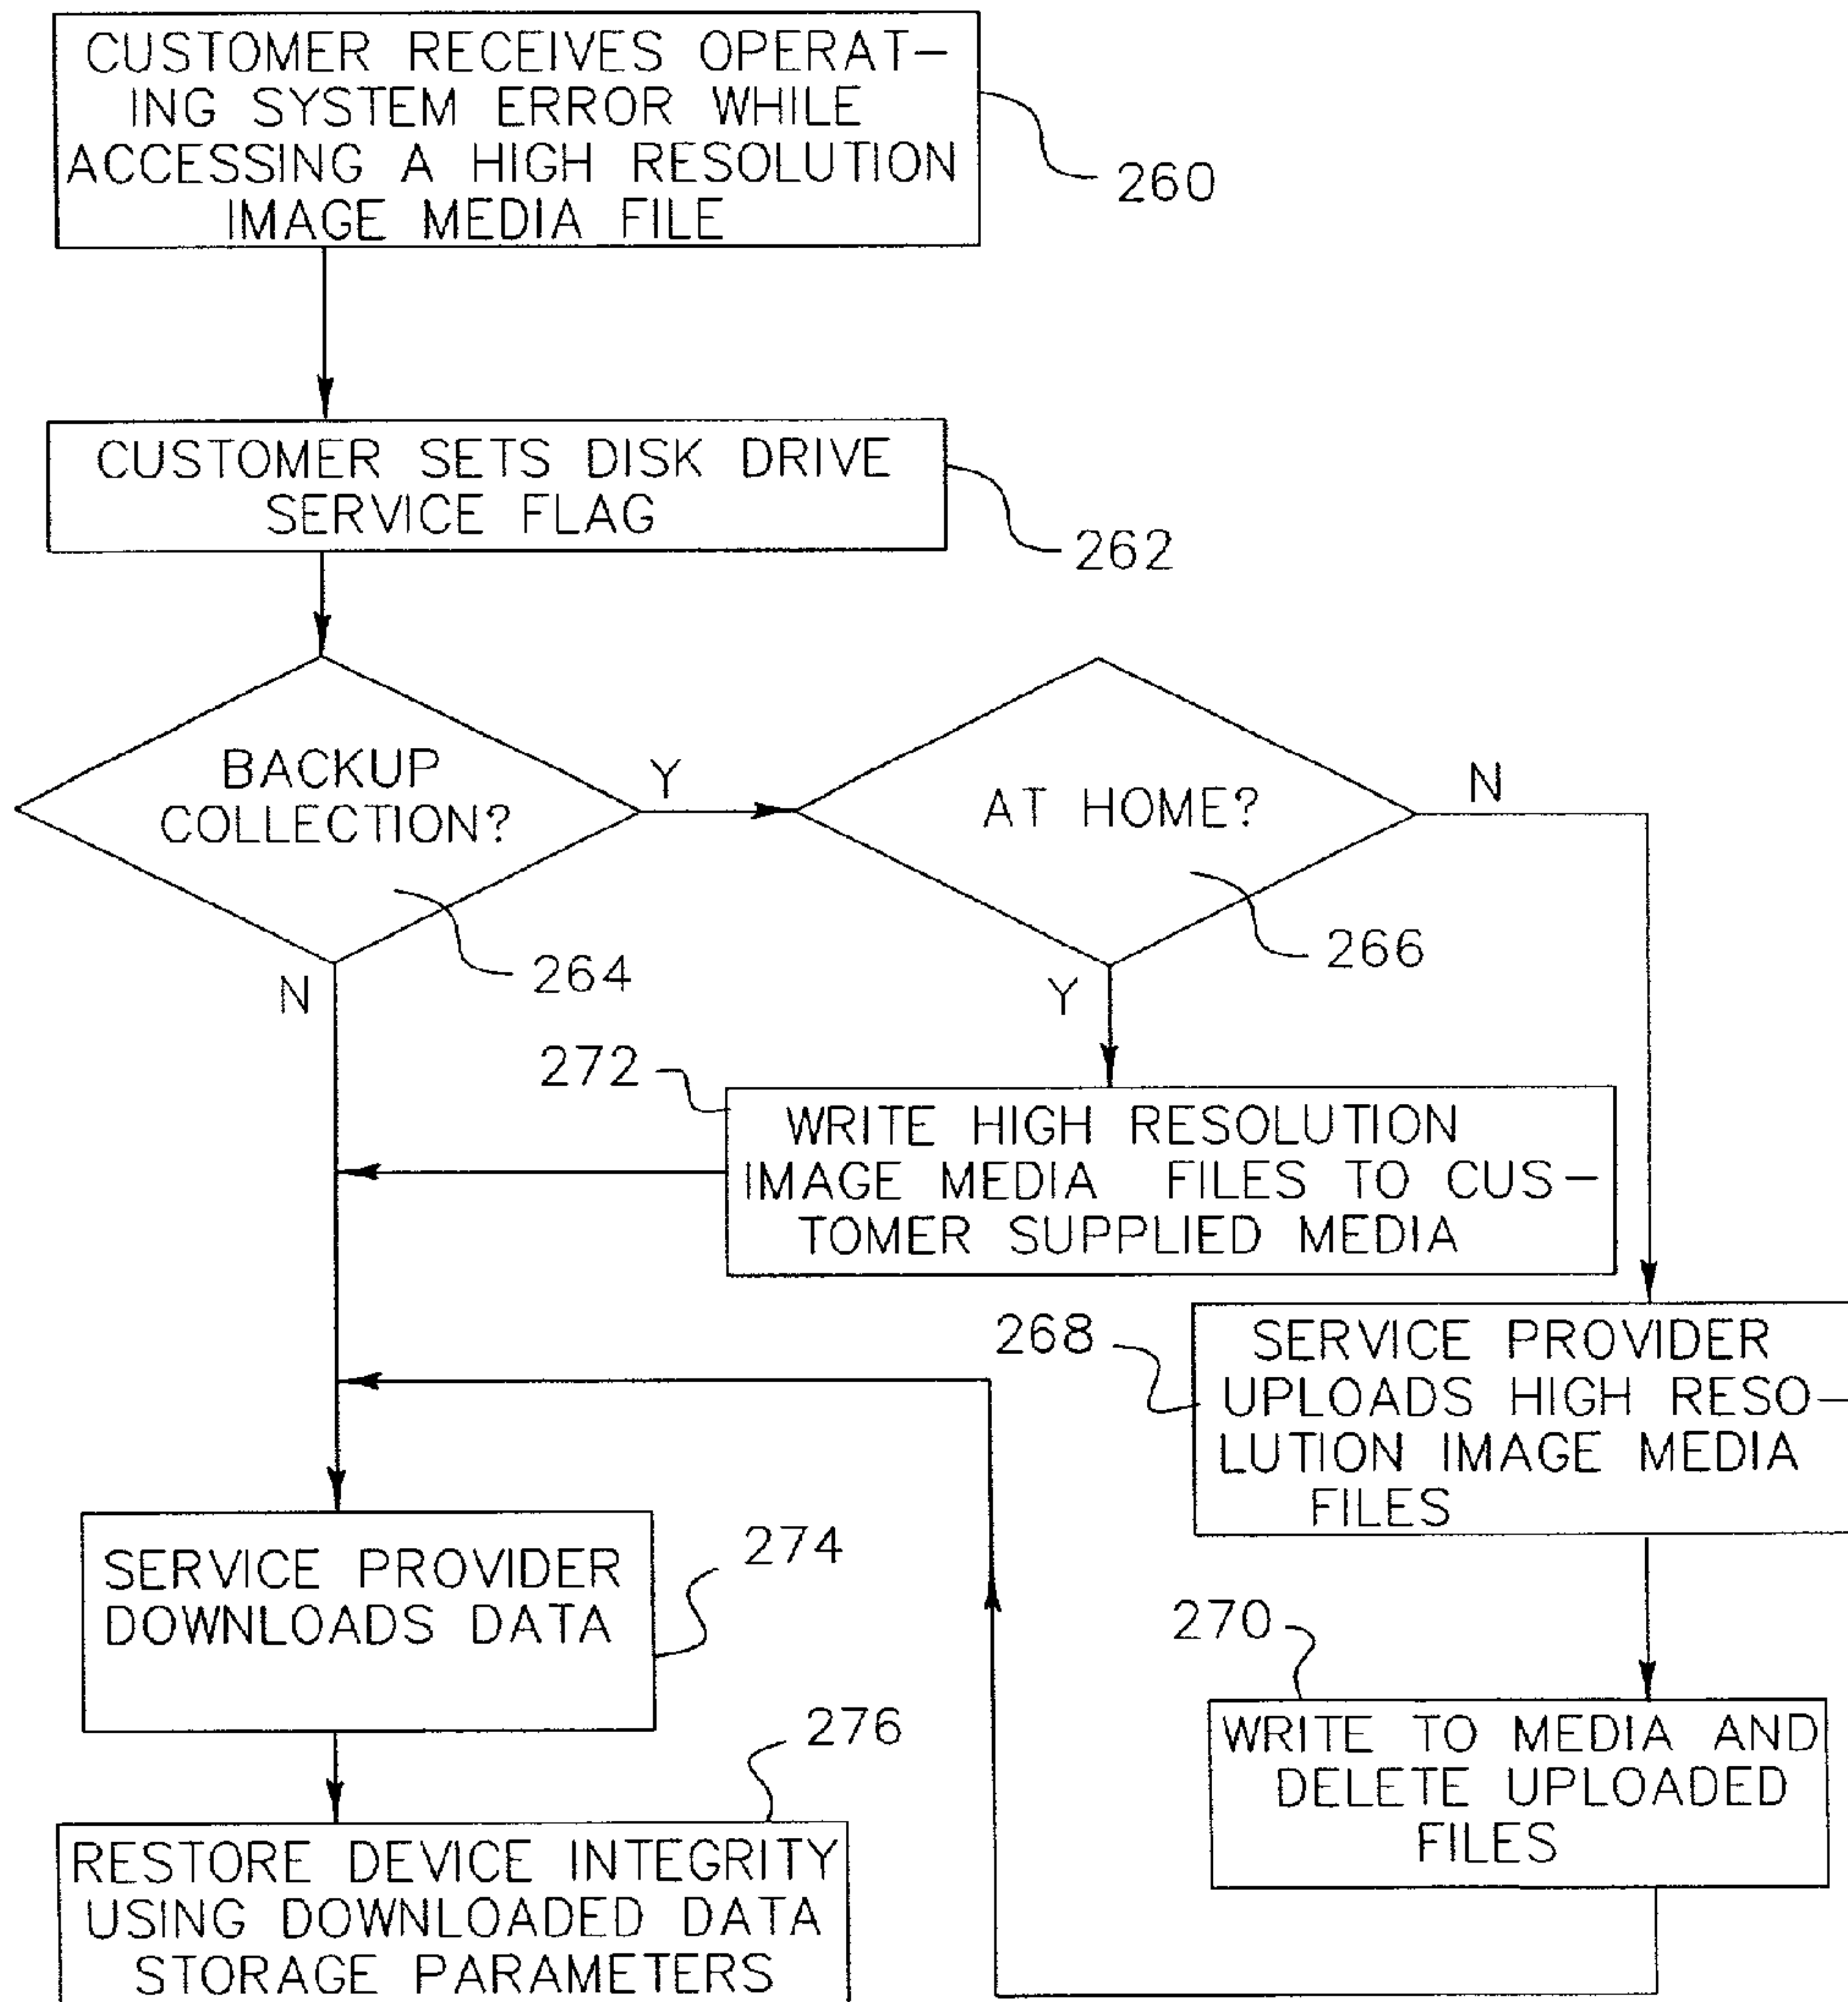 CUSTOMER RECEIVES OPERAT-
ING SYSTEM ERROR WHILE
ACCESSING A HIGH RESOLUTION
IMAGE MEDIA FILE
260
CUSTOMER SETS DISK DRIVE
SERVICE FLAG
262
BACKUP
COLLECTION?
Y
N
264
AT HOME?
N
Y
266
272
WRITE HIGH RESOLUTION
IMAGE MEDIA FILES TO CUS-
TOMER SUPPLIED MEDIA
268
SERVICE PROVIDER
UPLOADS HIGH RESO-
LUTION IMAGE MEDIA
FILES
270
WRITE TO MEDIA AND
DELETE UPLOADED
FILES
SERVICE PROVIDER
DOWNLOADS DATA
274
276
RESTORE DEVICE INTEGRITY
USING DOWNLOADED DATA
STORAGE PARAMETERS